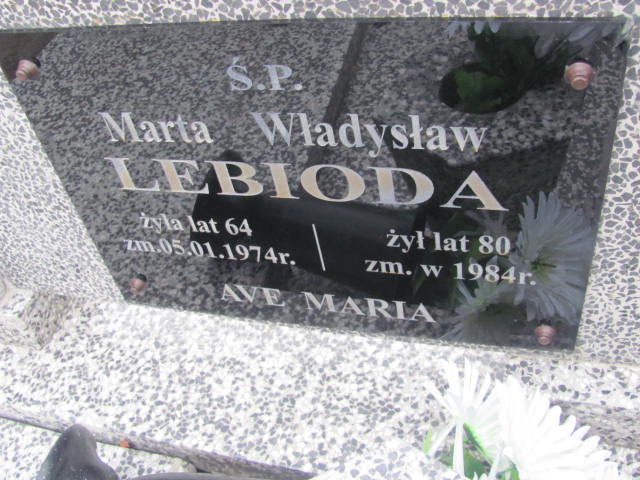 Ś.P.
Marta Władysław
LEBIODA
żyła lat 64 żył lat 80
zm.05.01.1974r. zm. w 1984r.
AVE MARIA